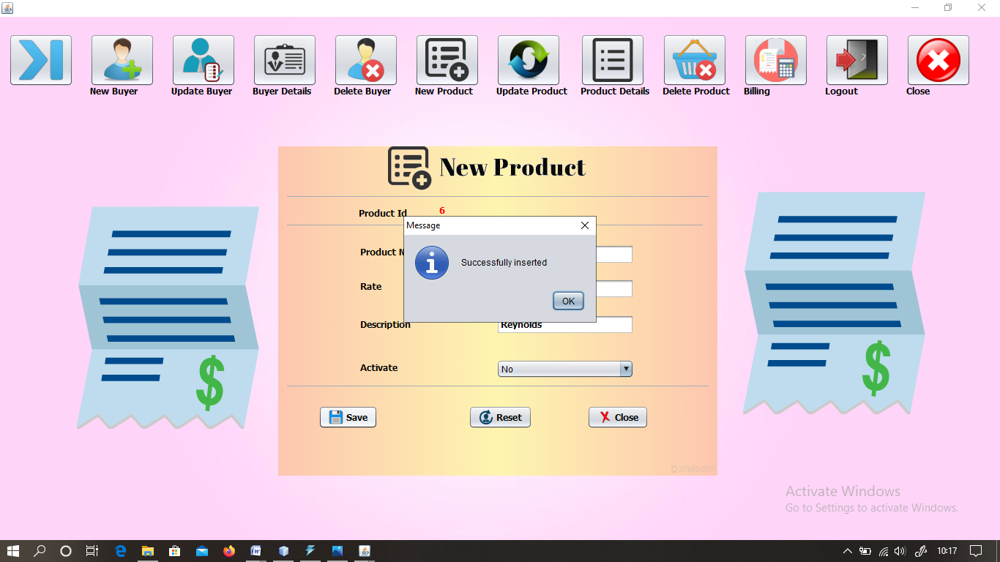 New Buyer
Update Buyer
Buyer Details
Delete Buyer
New Product
Update Product
Product Details
Delete Product
Billing
Logout
Close
New Product
Product Id 6
Message
Product N
Successfully inserted
Rate
OK
Description Reynolds
Activate No
Save Reset Close
Activate Windows
Go to Settings to activate Windows.
10:17